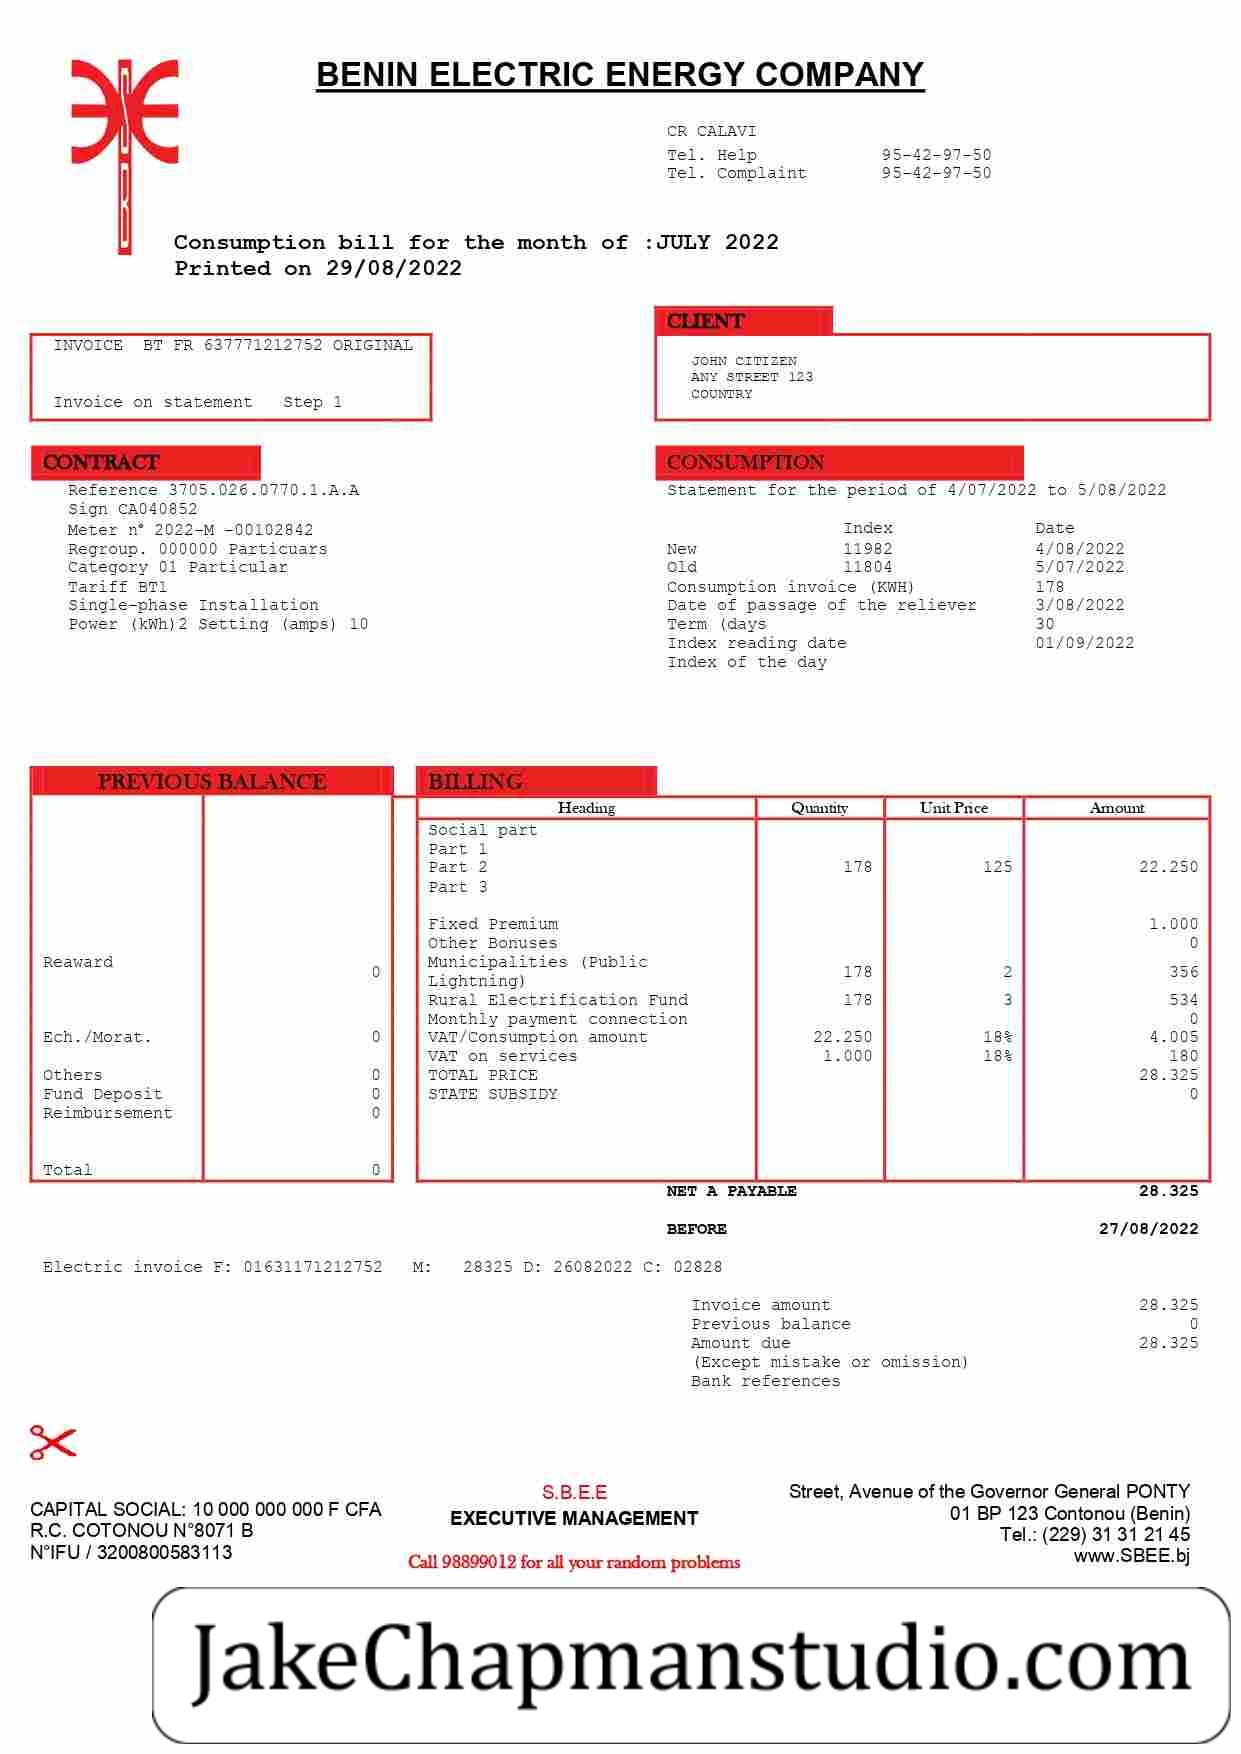 BENIN ELECTRIC ENERGY COMPANY
SBEE
CR CALAVI
Tel. Help 95-42-97-50
Tel. Complaint 95-42-97-50
Consumption bill for the month of :JULY 2022
Printed on 29/08/2022
INVOICE BT FR 637771212752 ORIGINAL
Invoice on statement Step 1
CLIENT
JOHN CITIZEN
ANY STREET 123
COUNTRY
CONTRACT
Reference 3705.026.0770.1.A.A
Sign CA040852
Meter n° 2022-M -00102842
Regroup. 000000 Particuars
Category 01 Particular
Tariff BT1
Single-phase Installation
Power (kWh)2 Setting (amps) 10
CONSUMPTION
Statement for the period of 4/07/2022 to 5/08/2022
Index Date
New 11982 4/08/2022
Old 11804 5/07/2022
Consumption invoice (KWH) 178
Date of passage of the reliever 3/08/2022
Term (days 30
Index reading date 01/09/2022
Index of the day
PREVIOUS BALANCE
Reaward 0
Ech./Morat. 0
Others 0
Fund Deposit 0
Reimbursement 0
Total 0
BILLING
Heading Quantity Unit Price Amount
Social part
Part 1
Part 2 178 125 22.250
Part 3
Fixed Premium 1.000
Other Bonuses 0
Municipalities (Public
Lightning) 178 2 356
Rural Electrification Fund 178 3 534
Monthly payment connection 0
VAT/Consumption amount 22.250 18% 4.005
VAT on services 1.000 18% 180
TOTAL PRICE 28.325
STATE SUBSIDY 0
NET A PAYABLE 28.325
BEFORE 27/08/2022
Electric invoice F: 01631171212752 M: 28325 D: 26082022 C: 02828
Invoice amount 28.325
Previous balance 0
Amount due 28.325
(Except mistake or omission)
Bank references
CAPITAL SOCIAL: 10 000 000 000 F CFA
R.C. COTONOU N°8071 B
N°IFU / 3200800583113
S.B.E.E
EXECUTIVE MANAGEMENT
Call 98899012 for all your random problems
Street, Avenue of the Governor General PONTY
01 BP 123 Contonou (Benin)
Tel.: (229) 31 31 21 45
www.SBEE.bj
JakeChapmanstudio.com